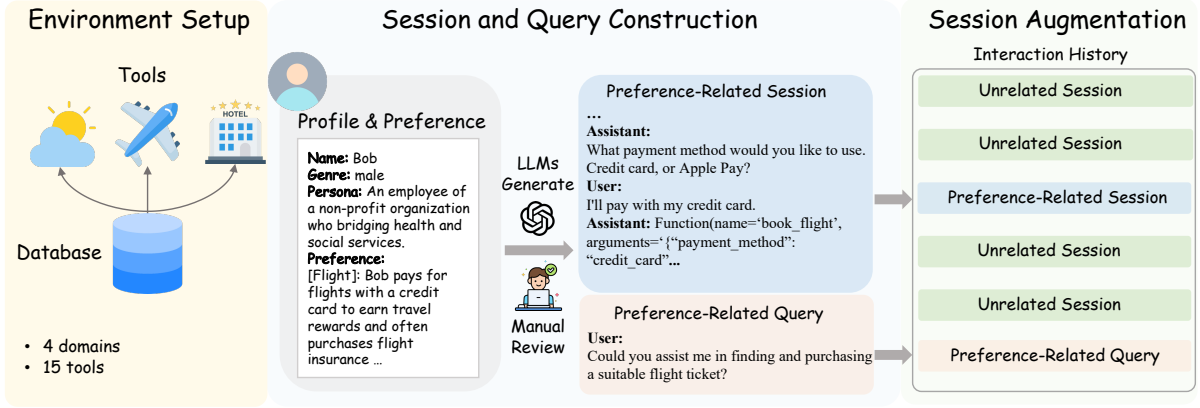 Environment Setup
Tools
HOTEL
Database
• 4 domains
• 15 tools
Session and Query Construction
Profile & Preference
Name: Bob
Genre: male
Persona: An employee of
a non-profit organization
who bridging health and
social services.
Preference:
[Flight]: Bob pays for
flights with a credit
card to earn travel
rewards and often
purchases flight
insurance ...
LLMs
Generate
Manual
Review
Preference-Related Session
...
Assistant:
What payment method would you like to use.
Credit card, or Apple Pay?
User:
I'll pay with my credit card.
Assistant: Function(name=‘book_flight’,
arguments=‘{“payment_method”:
“credit_card”...
Preference-Related Query
User:
Could you assist me in finding and purchasing
a suitable flight ticket?
Session Augmentation
Interaction History
Unrelated Session
Unrelated Session
Preference-Related Session
Unrelated Session
Unrelated Session
Preference-Related Query